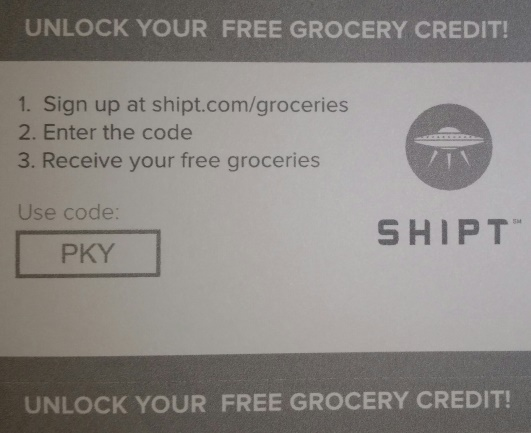 UNLOCK YOUR FREE GROCERY CREDIT!
1. Sign up at shipt.com/groceries
2. Enter the code
3. Receive your free groceries
Use code:
PKY
SHIPT℠
UNLOCK YOUR FREE GROCERY CREDIT!